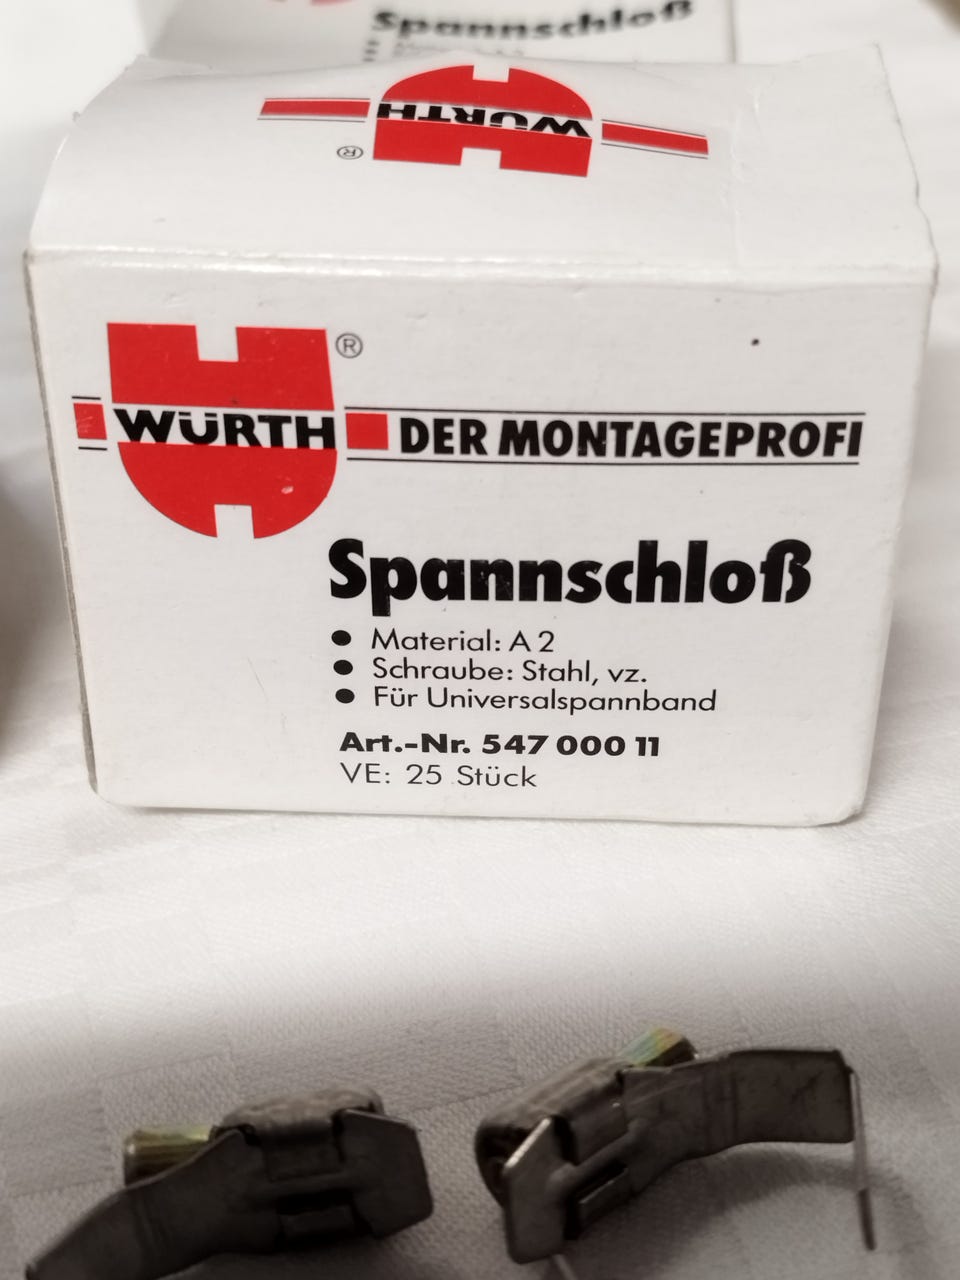 Spannschloß
WÜRTH
®
®
WÜRTH DER MONTAGEPROFI
Spannschloß
• Material: A 2
• Schraube: Stahl, vz.
• Für Universalspannband
Art.-Nr. 547 000 11
VE: 25 Stück